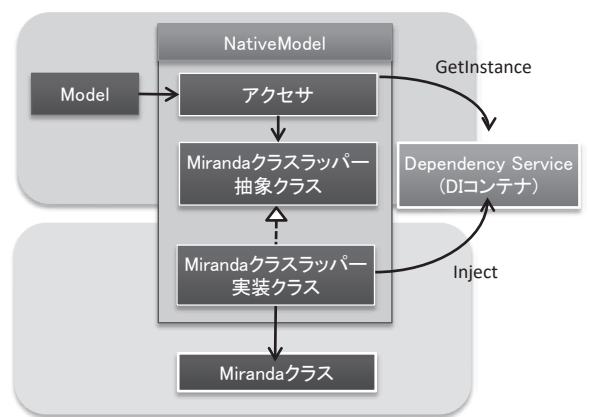 NativeModel
GetInstance
Model
アクセサ
Mirandaクラスラッパー
抽象クラス
Dependency Service
(DIコンテナ)
Mirandaクラスラッパー
実装クラス
Inject
Mirandaクラス